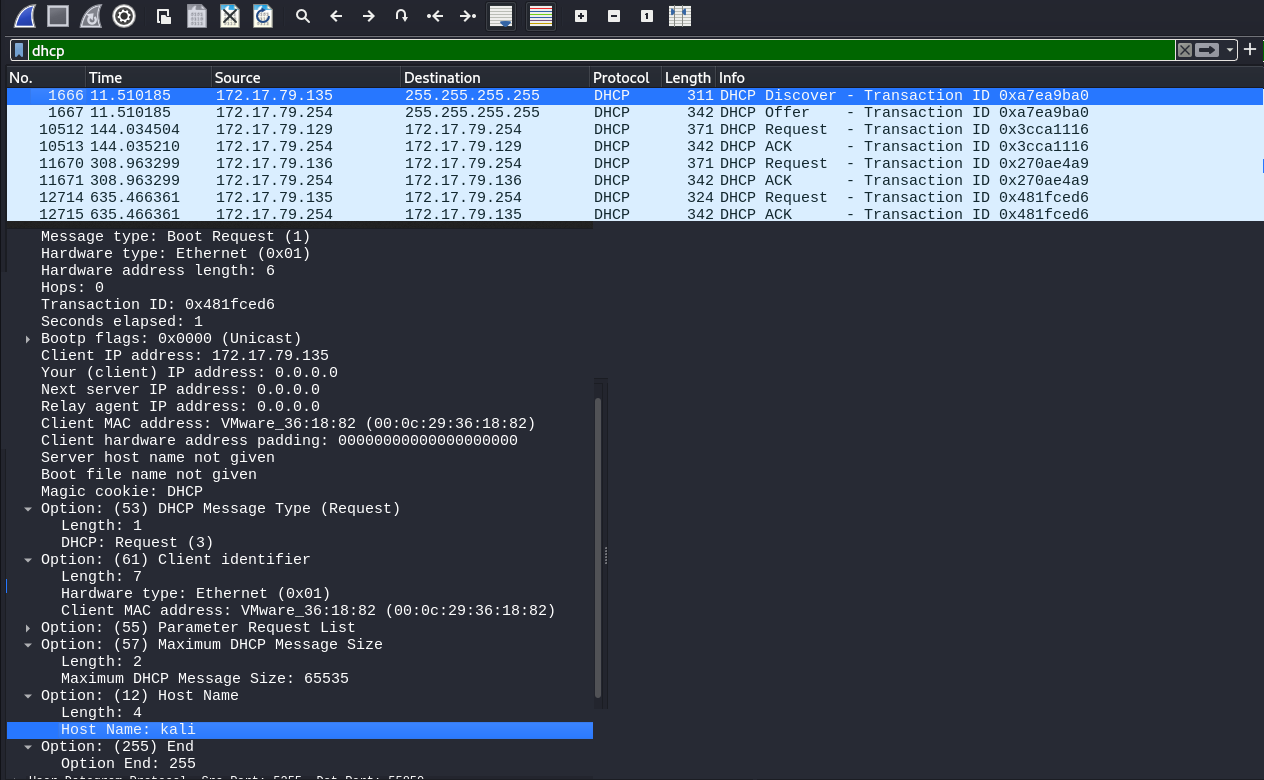 dhcp
No. Time Source Destination Protocol Length Info
1666 11.510185 172.17.79.135 255.255.255.255 DHCP 311 DHCP Discover - Transaction ID 0xa7ea9ba0
1667 11.510185 172.17.79.254 255.255.255.255 DHCP 342 DHCP Offer - Transaction ID 0xa7ea9ba0
10512 144.034504 172.17.79.129 172.17.79.254 DHCP 371 DHCP Request - Transaction ID 0x3cca1116
10513 144.035210 172.17.79.254 172.17.79.129 DHCP 342 DHCP ACK - Transaction ID 0x3cca1116
11670 308.963299 172.17.79.136 172.17.79.254 DHCP 371 DHCP Request - Transaction ID 0x270ae4a9
11671 308.963299 172.17.79.254 172.17.79.136 DHCP 342 DHCP ACK - Transaction ID 0x270ae4a9
12714 635.466361 172.17.79.135 172.17.79.254 DHCP 324 DHCP Request - Transaction ID 0x481fced6
12715 635.466361 172.17.79.254 172.17.79.135 DHCP 342 DHCP ACK - Transaction ID 0x481fced6
Message type: Boot Request (1)
Hardware type: Ethernet (0x01)
Hardware address length: 6
Hops: 0
Transaction ID: 0x481fced6
Seconds elapsed: 1
Bootp flags: 0x0000 (Unicast)
Client IP address: 172.17.79.135
Your (client) IP address: 0.0.0.0
Next server IP address: 0.0.0.0
Relay agent IP address: 0.0.0.0
Client MAC address: VMware_36:18:82 (00:0c:29:36:18:82)
Client hardware address padding: 00000000000000000000
Server host name not given
Boot file name not given
Magic cookie: DHCP
Option: (53) DHCP Message Type (Request)
Length: 1
DHCP: Request (3)
Option: (61) Client identifier
Length: 7
Hardware type: Ethernet (0x01)
Client MAC address: VMware_36:18:82 (00:0c:29:36:18:82)
Option: (55) Parameter Request List
Option: (57) Maximum DHCP Message Size
Length: 2
Maximum DHCP Message Size: 65535
Option: (12) Host Name
Length: 4
Host Name: kali
Option: (255) End
Option End: 255